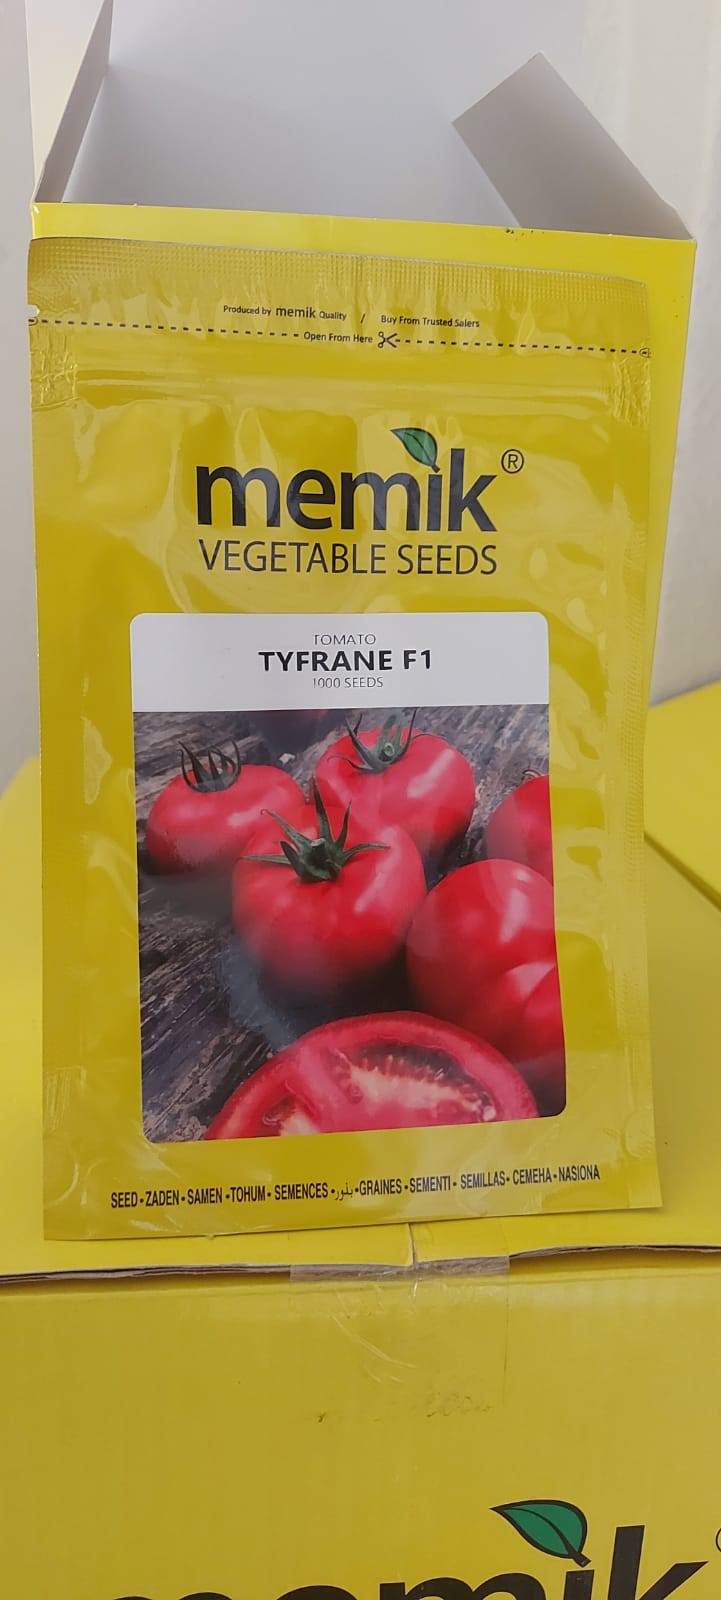 Produced by memik Quality / Buy From Trusted Salers
Open From Here
memik®
VEGETABLE SEEDS
TOMATO
TYFRANE F1
1000 SEEDS
SEED•ZADEN•SAMEN•TOHUM•SEMENCES•بذور•GRAINES•SEMENTI•SEMILLAS•СЕМЕНА•NASIONA
memik